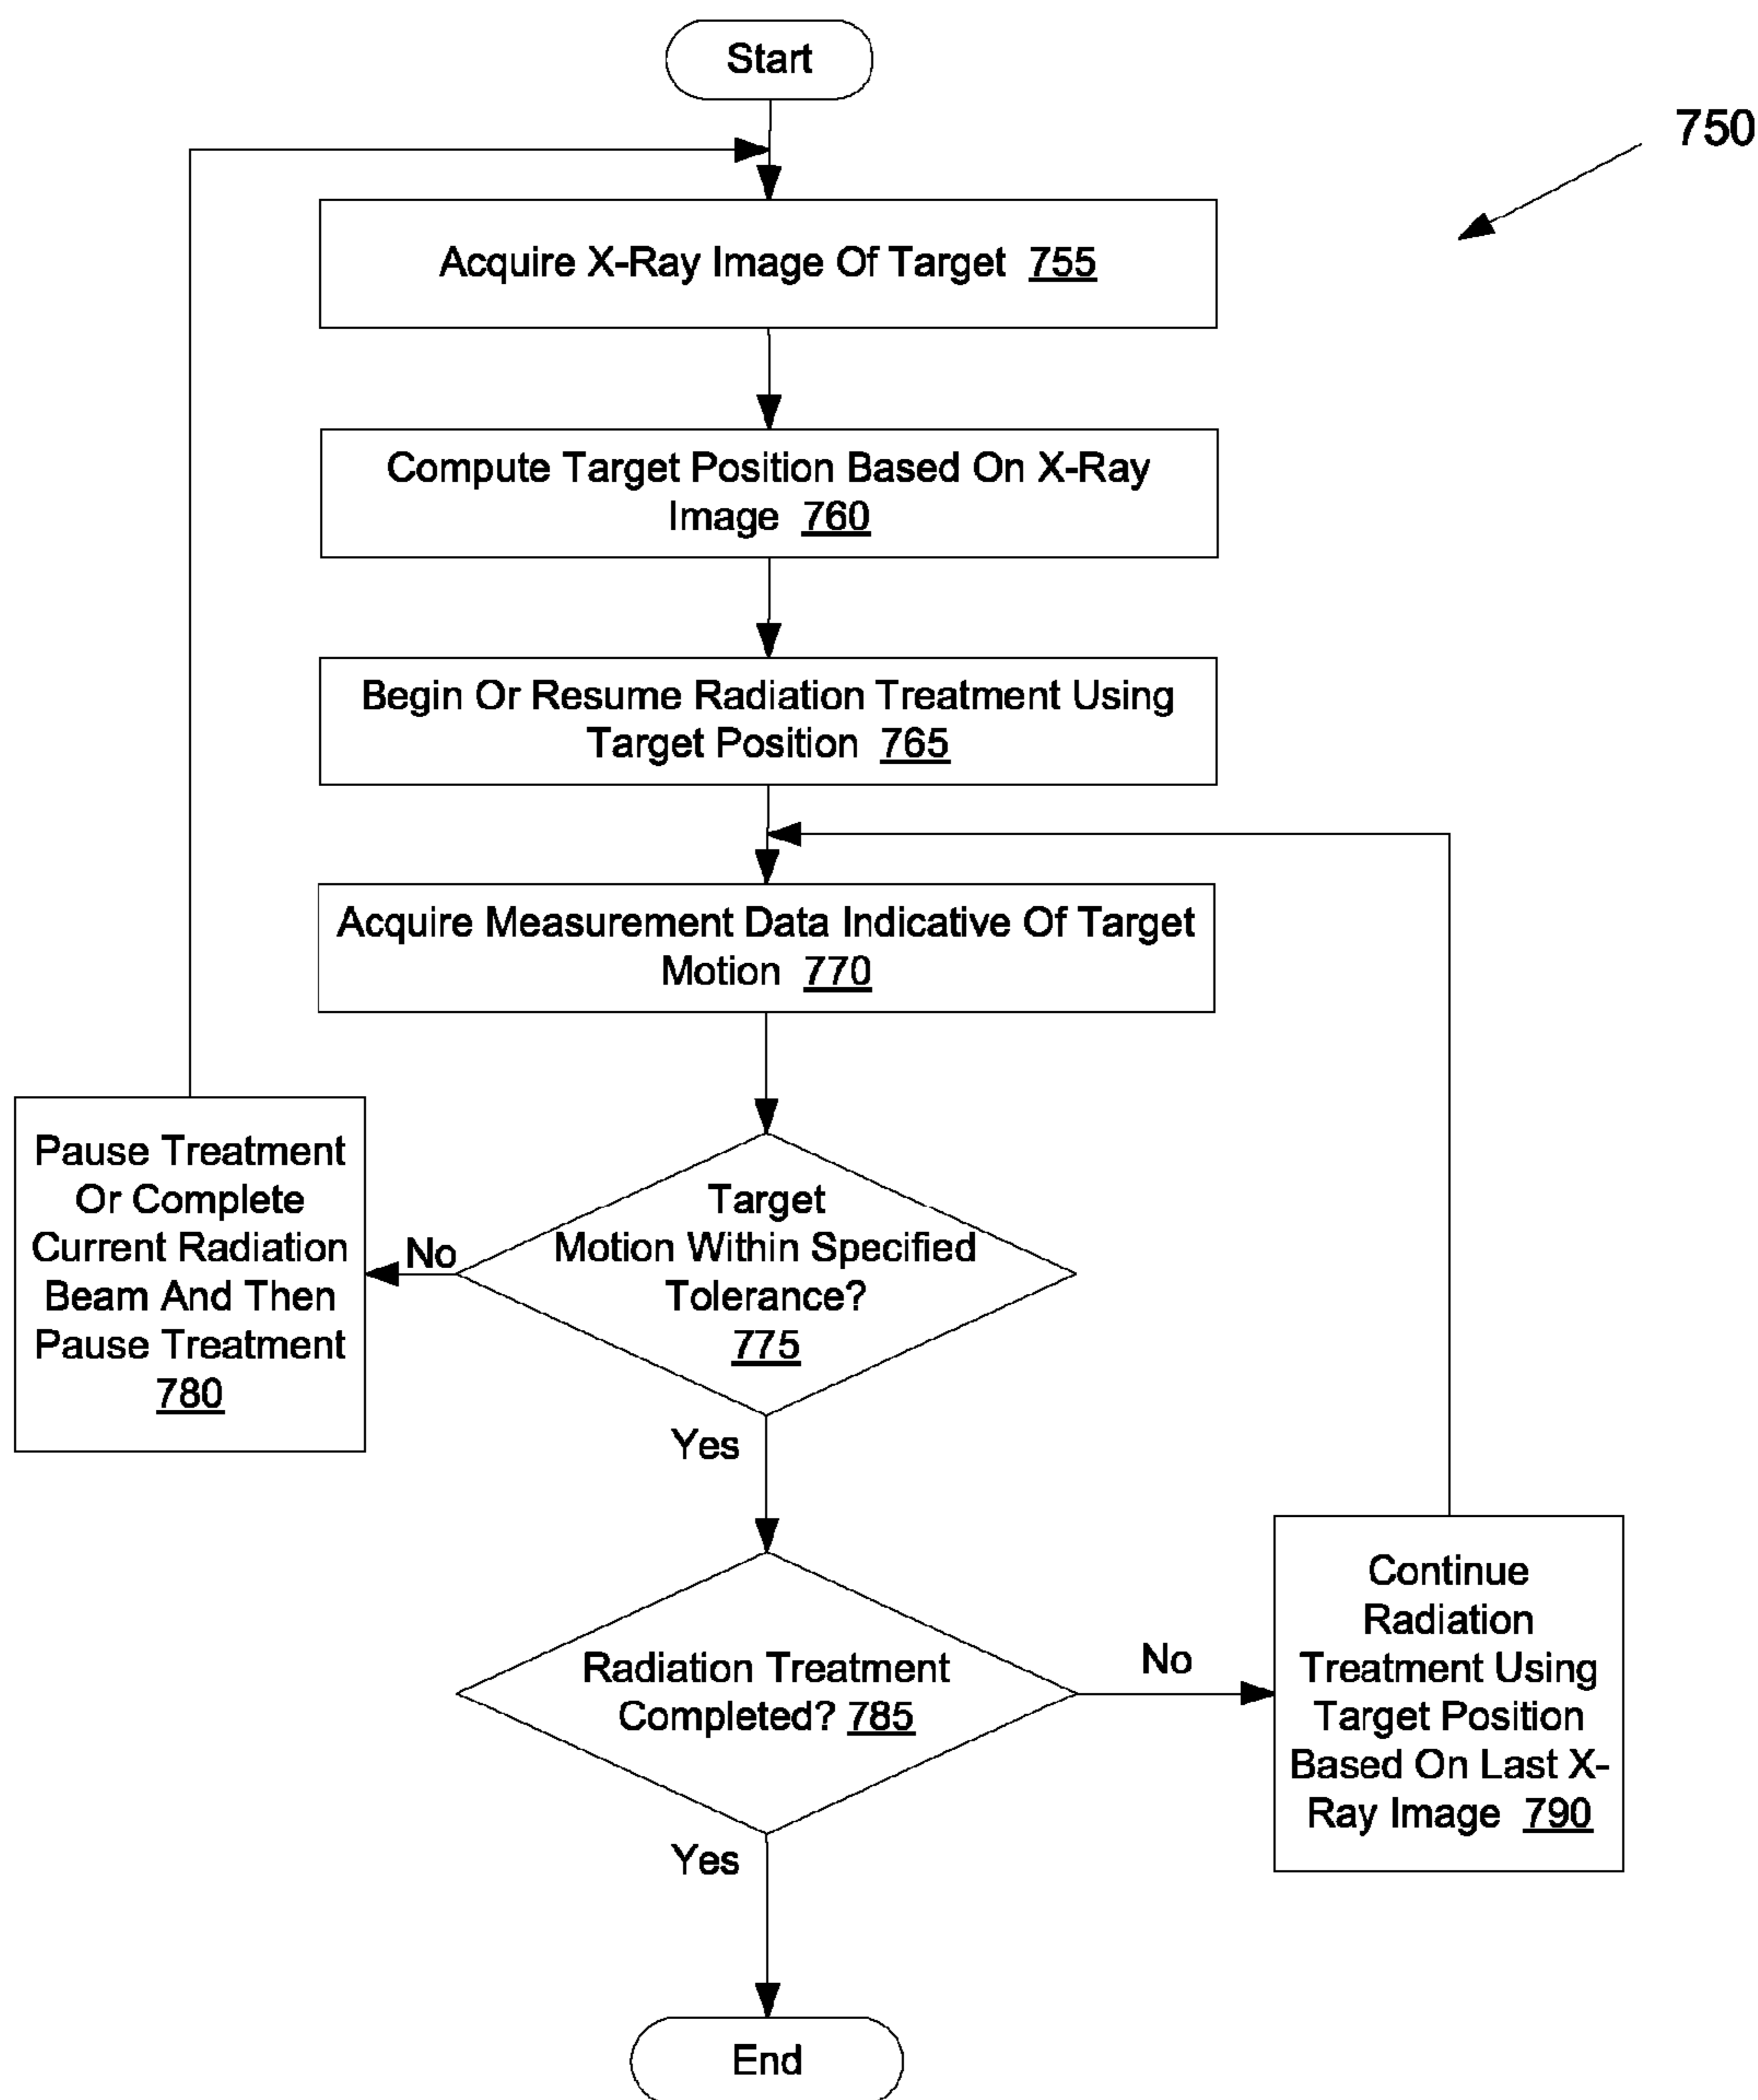 Start
750
Acquire X-Ray Image Of Target 755
Compute Target Position Based On X-Ray
Image 760
Begin Or Resume Radiation Treatment Using
Target Position 765
Acquire Measurement Data Indicative Of Target
Motion 770
Pause Treatment
Or Complete
Current Radiation
Beam And Then
Pause Treatment
780
No
Target
Motion Within Specified
Tolerance?
775
Yes
Radiation Treatment
Completed? 785
No
Continue
Radiation
Treatment Using
Target Position
Based On Last X-
Ray Image 790
Yes
End